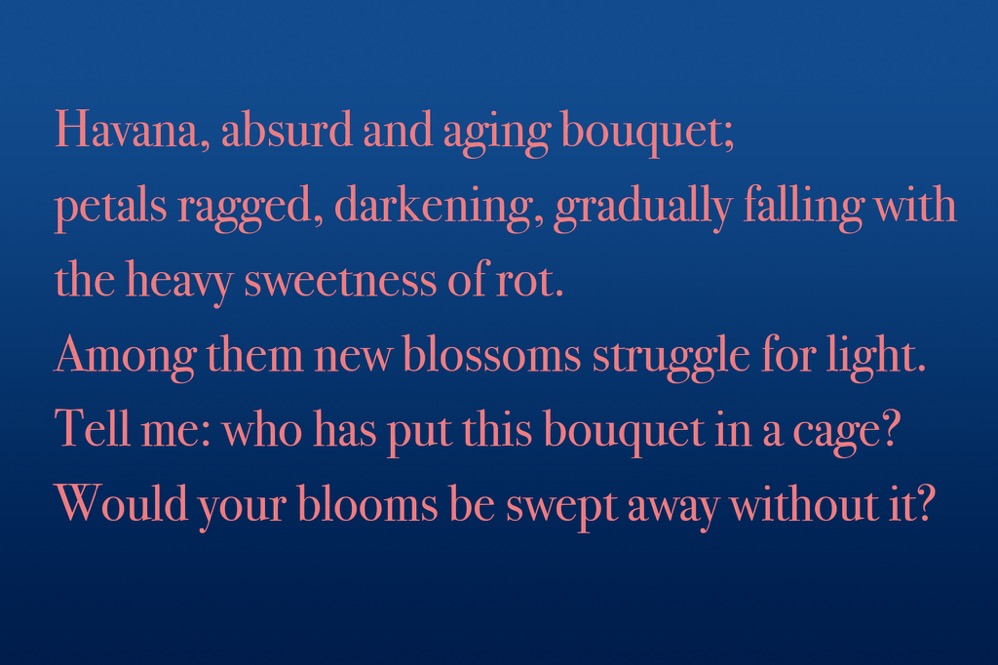 Havana, absurd and aging bouquet;
petals ragged, darkening, gradually falling with
the heavy sweetness of rot.
Among them new blossoms struggle for light.
Tell me: who has put this bouquet in a cage?
Would your blooms be swept away without it?